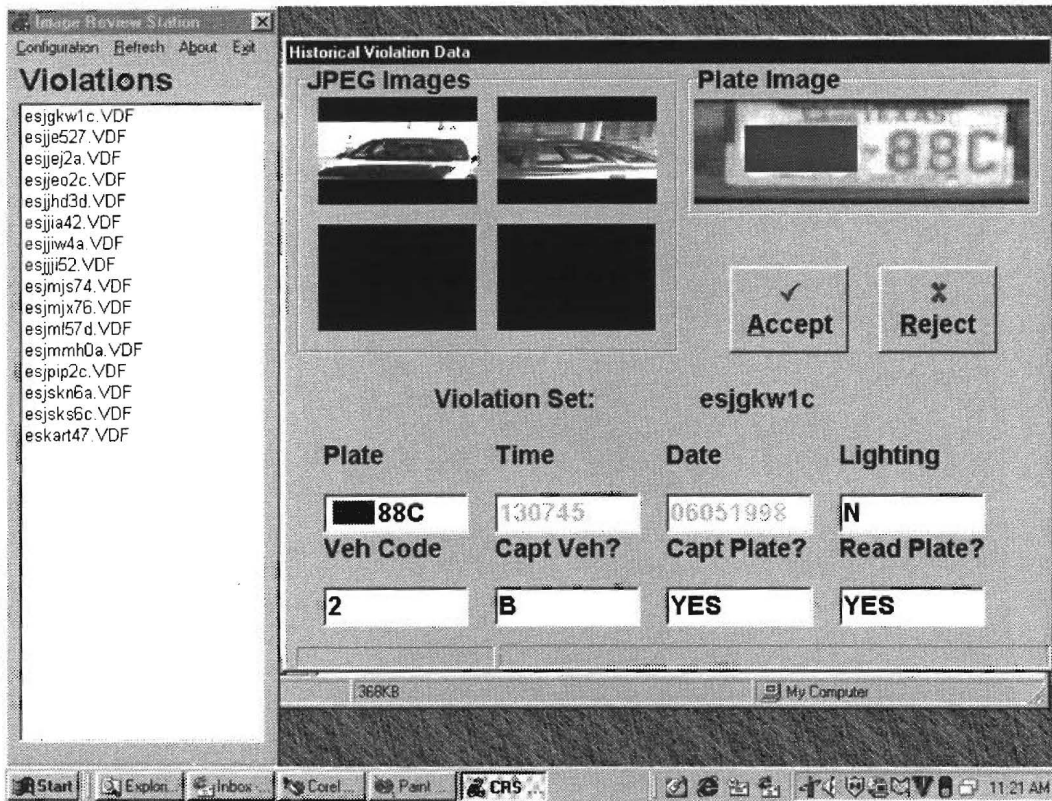 Image Review Station
Configuration Refresh About Exit
Violations
esjgkw1c.VDF
esjje527.VDF
esjjej2a.VDF
esjjeo2c.VDF
esjjhd3d.VDF
esjjia42.VDF
esjjiw4a.VDF
esjjji52.VDF
esjmjs74.VDF
esjmjx76.VDF
esjml57d.VDF
esjmmh0a.VDF
esjpip2c.VDF
esjskn6a.VDF
esjsks6c.VDF
eskart47.VDF
Historical Violation Data
JPEG Images
Plate Image
TEXAS
88C
Accept
Reject
Violation Set: esjgkw1c
Plate Time Date Lighting
88C 130745 06051998 N
Veh Code Capt Veh? Capt Plate? Read Plate?
2 B YES YES
368KB My Computer
Start Explori... Inbox -... Corel... Paint... CRS 11:21 AM